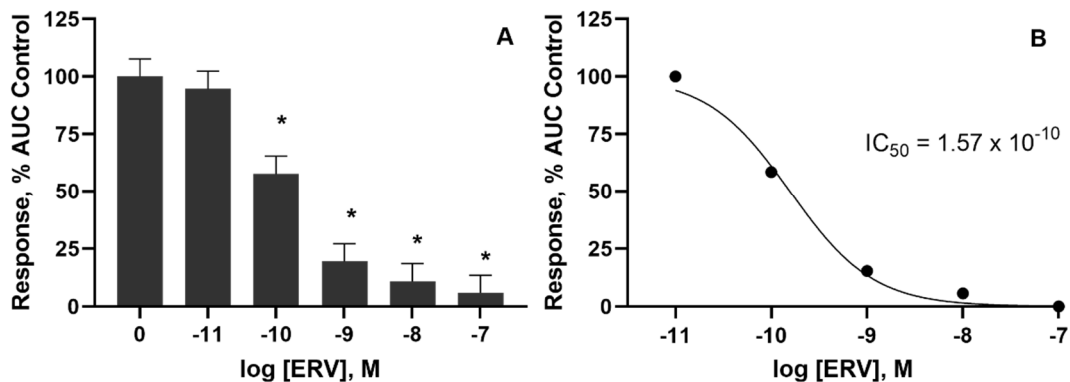 A
Response, % AUC Control
125
100
75
50
25
0
* * * * *
0 -11 -10 -9 -8 -7
log [ERV], M
B
Response, % AUC Control
125
100
75
50
25
0
IC50 = 1.57 x 10-10
-11 -10 -9 -8 -7
log [ERV], M